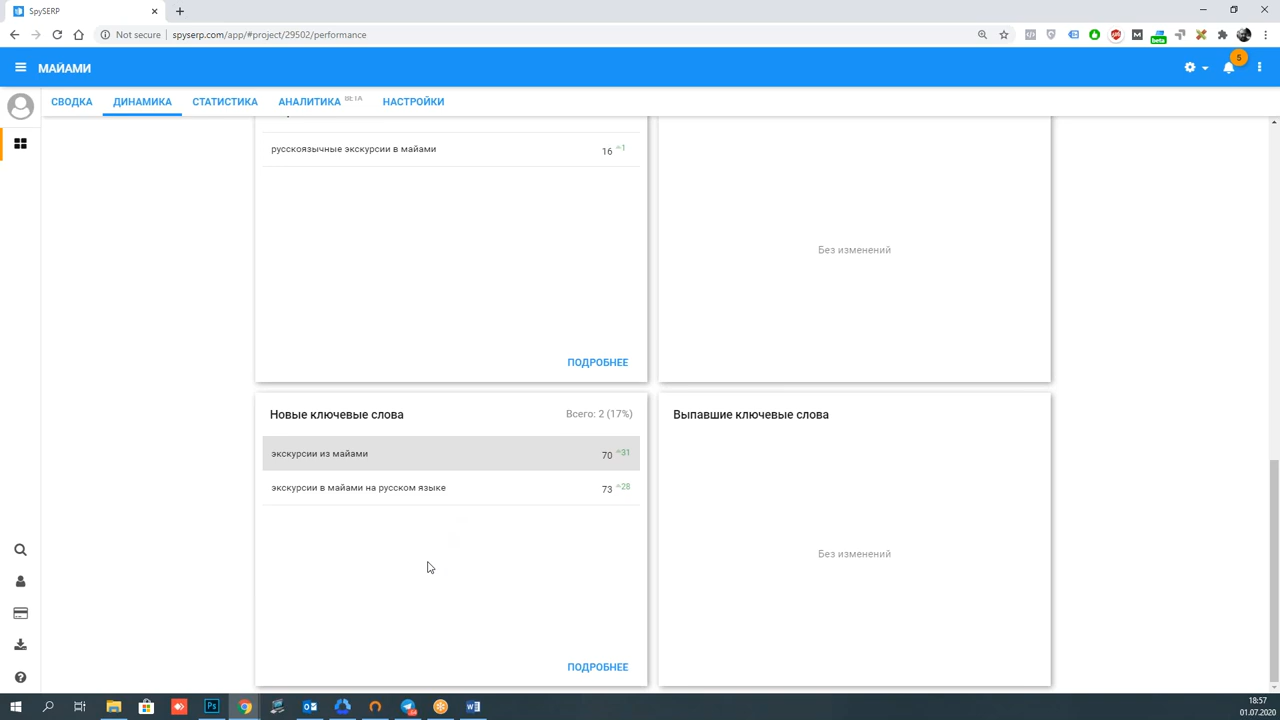 SpySERP
Not secure
spyserp.com/app/#project/29502/performance
beta
МАЙАМИ
5
СВОДКА
ДИНАМИКА
СТАТИСТИКА
АНАЛИТИКА BETA
НАСТРОЙКИ
русскоязычные экскурсии в майами
16
1
Без изменений
ПОДРОБНЕЕ
Новые ключевые слова
Всего: 2 (17%)
Выпавшие ключевые слова
экскурсии из майами
70
31
экскурсии в майами на русском языке
73
28
Без изменений
ПОДРОБНЕЕ
18:57
01.07.2020